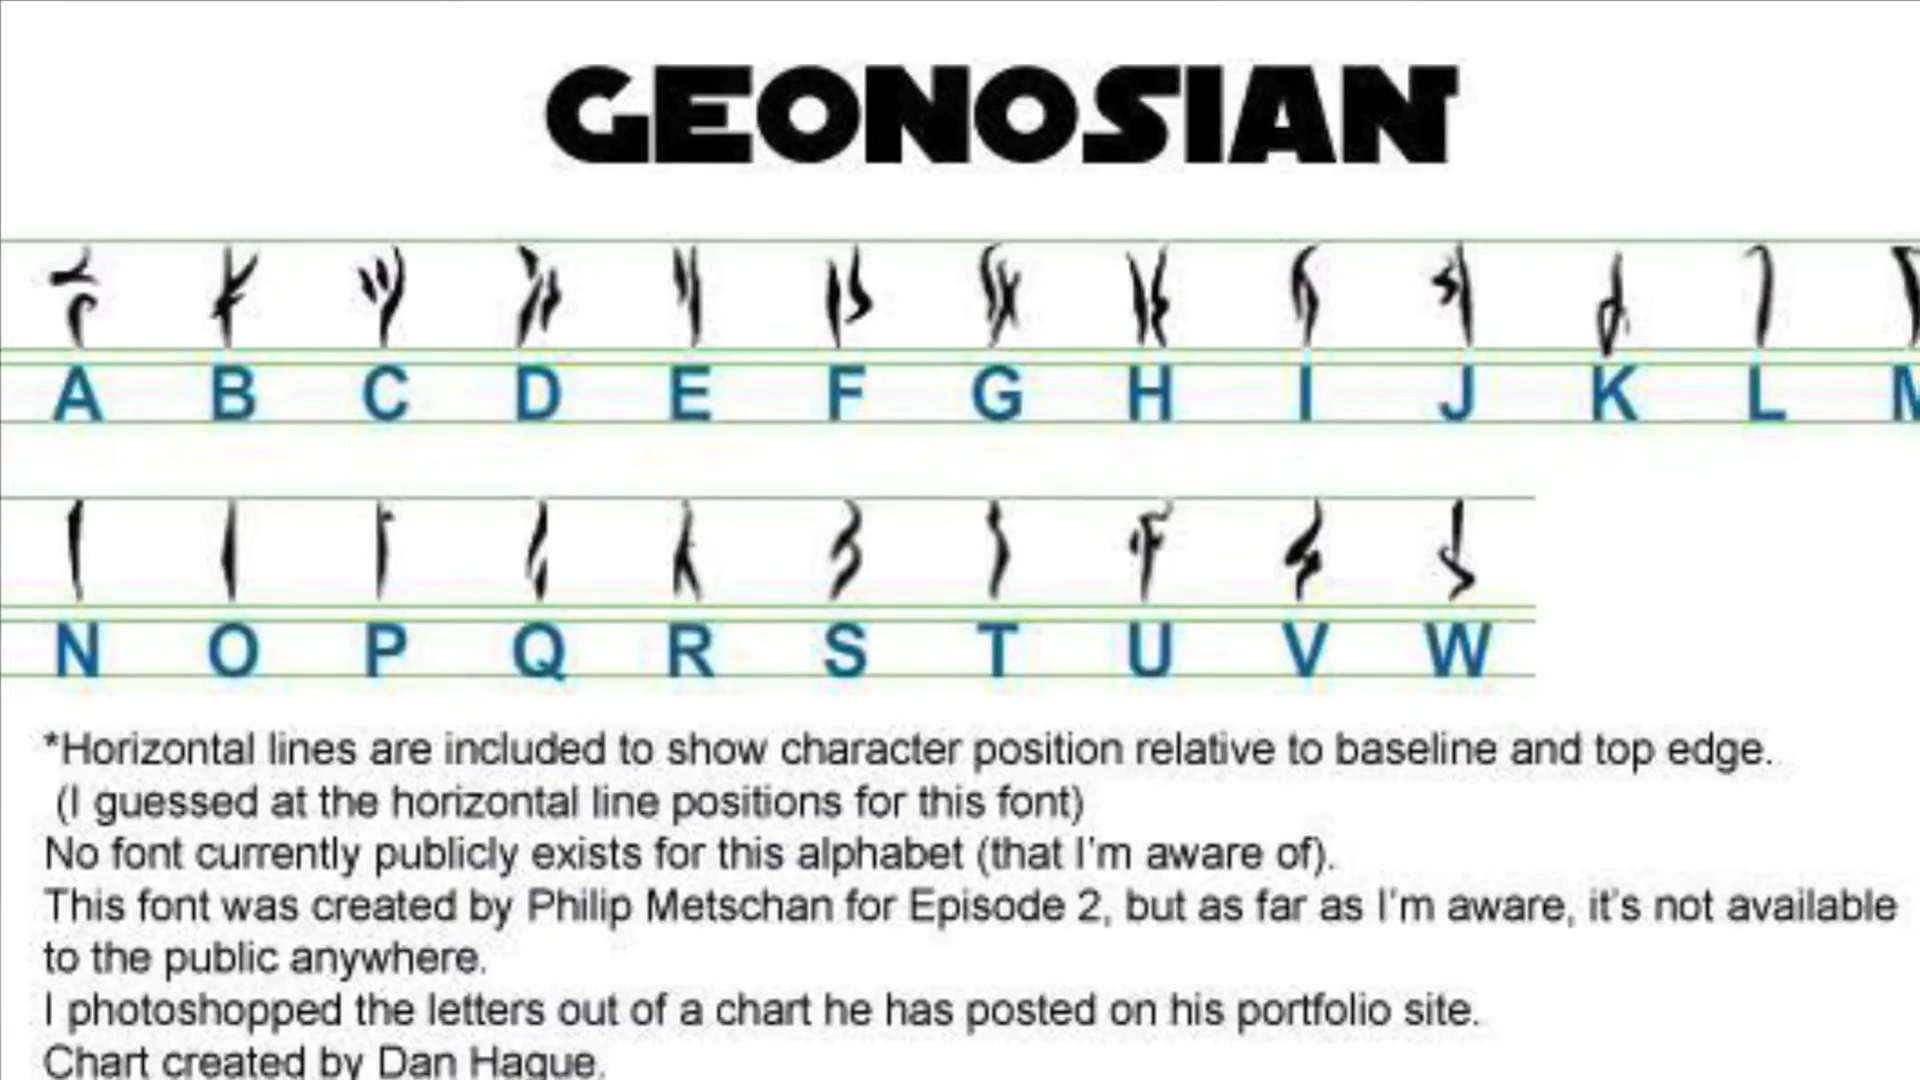 GEONOSIAN
A B C D E F G H I J K L M
N O P Q R S T U V W
*Horizontal lines are included to show character position relative to baseline and top edge.
(I guessed at the horizontal line positions for this font)
No font currently publicly exists for this alphabet (that I'm aware of).
This font was created by Philip Metschan for Episode 2, but as far as I'm aware, it's not available
to the public anywhere.
I photoshopped the letters out of a chart he has posted on his portfolio site.
Chart created by Dan Hague.